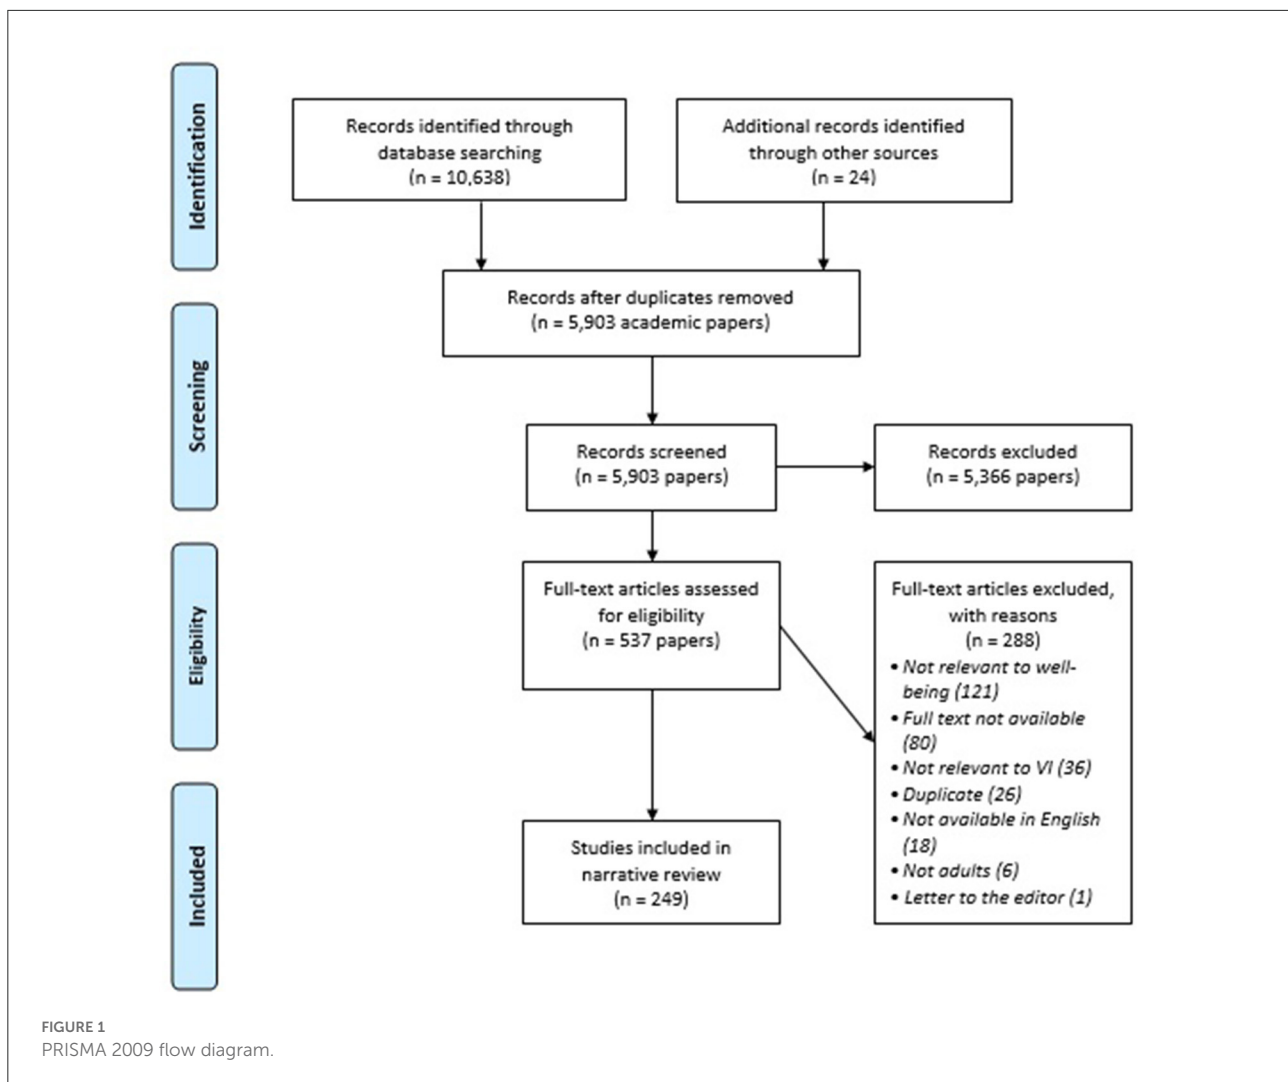 Identification
Records identified through
database searching
(n = 10,638)
Additional records identified
through other sources
(n = 24)
Records after duplicates removed
(n = 5,903 academic papers)
Screening
Records screened
(n = 5,903 papers)
Records excluded
(n = 5,366 papers)
Eligibility
Full-text articles assessed
for eligibility
(n = 537 papers)
Full-text articles excluded,
with reasons
(n = 288)
• Not relevant to well-
being (121)
• Full text not available
(80)
• Not relevant to VI (36)
• Duplicate (26)
• Not available in English
(18)
• Not adults (6)
• Letter to the editor (1)
Included
Studies included in
narrative review
(n = 249)
FIGURE 1
PRISMA 2009 flow diagram.